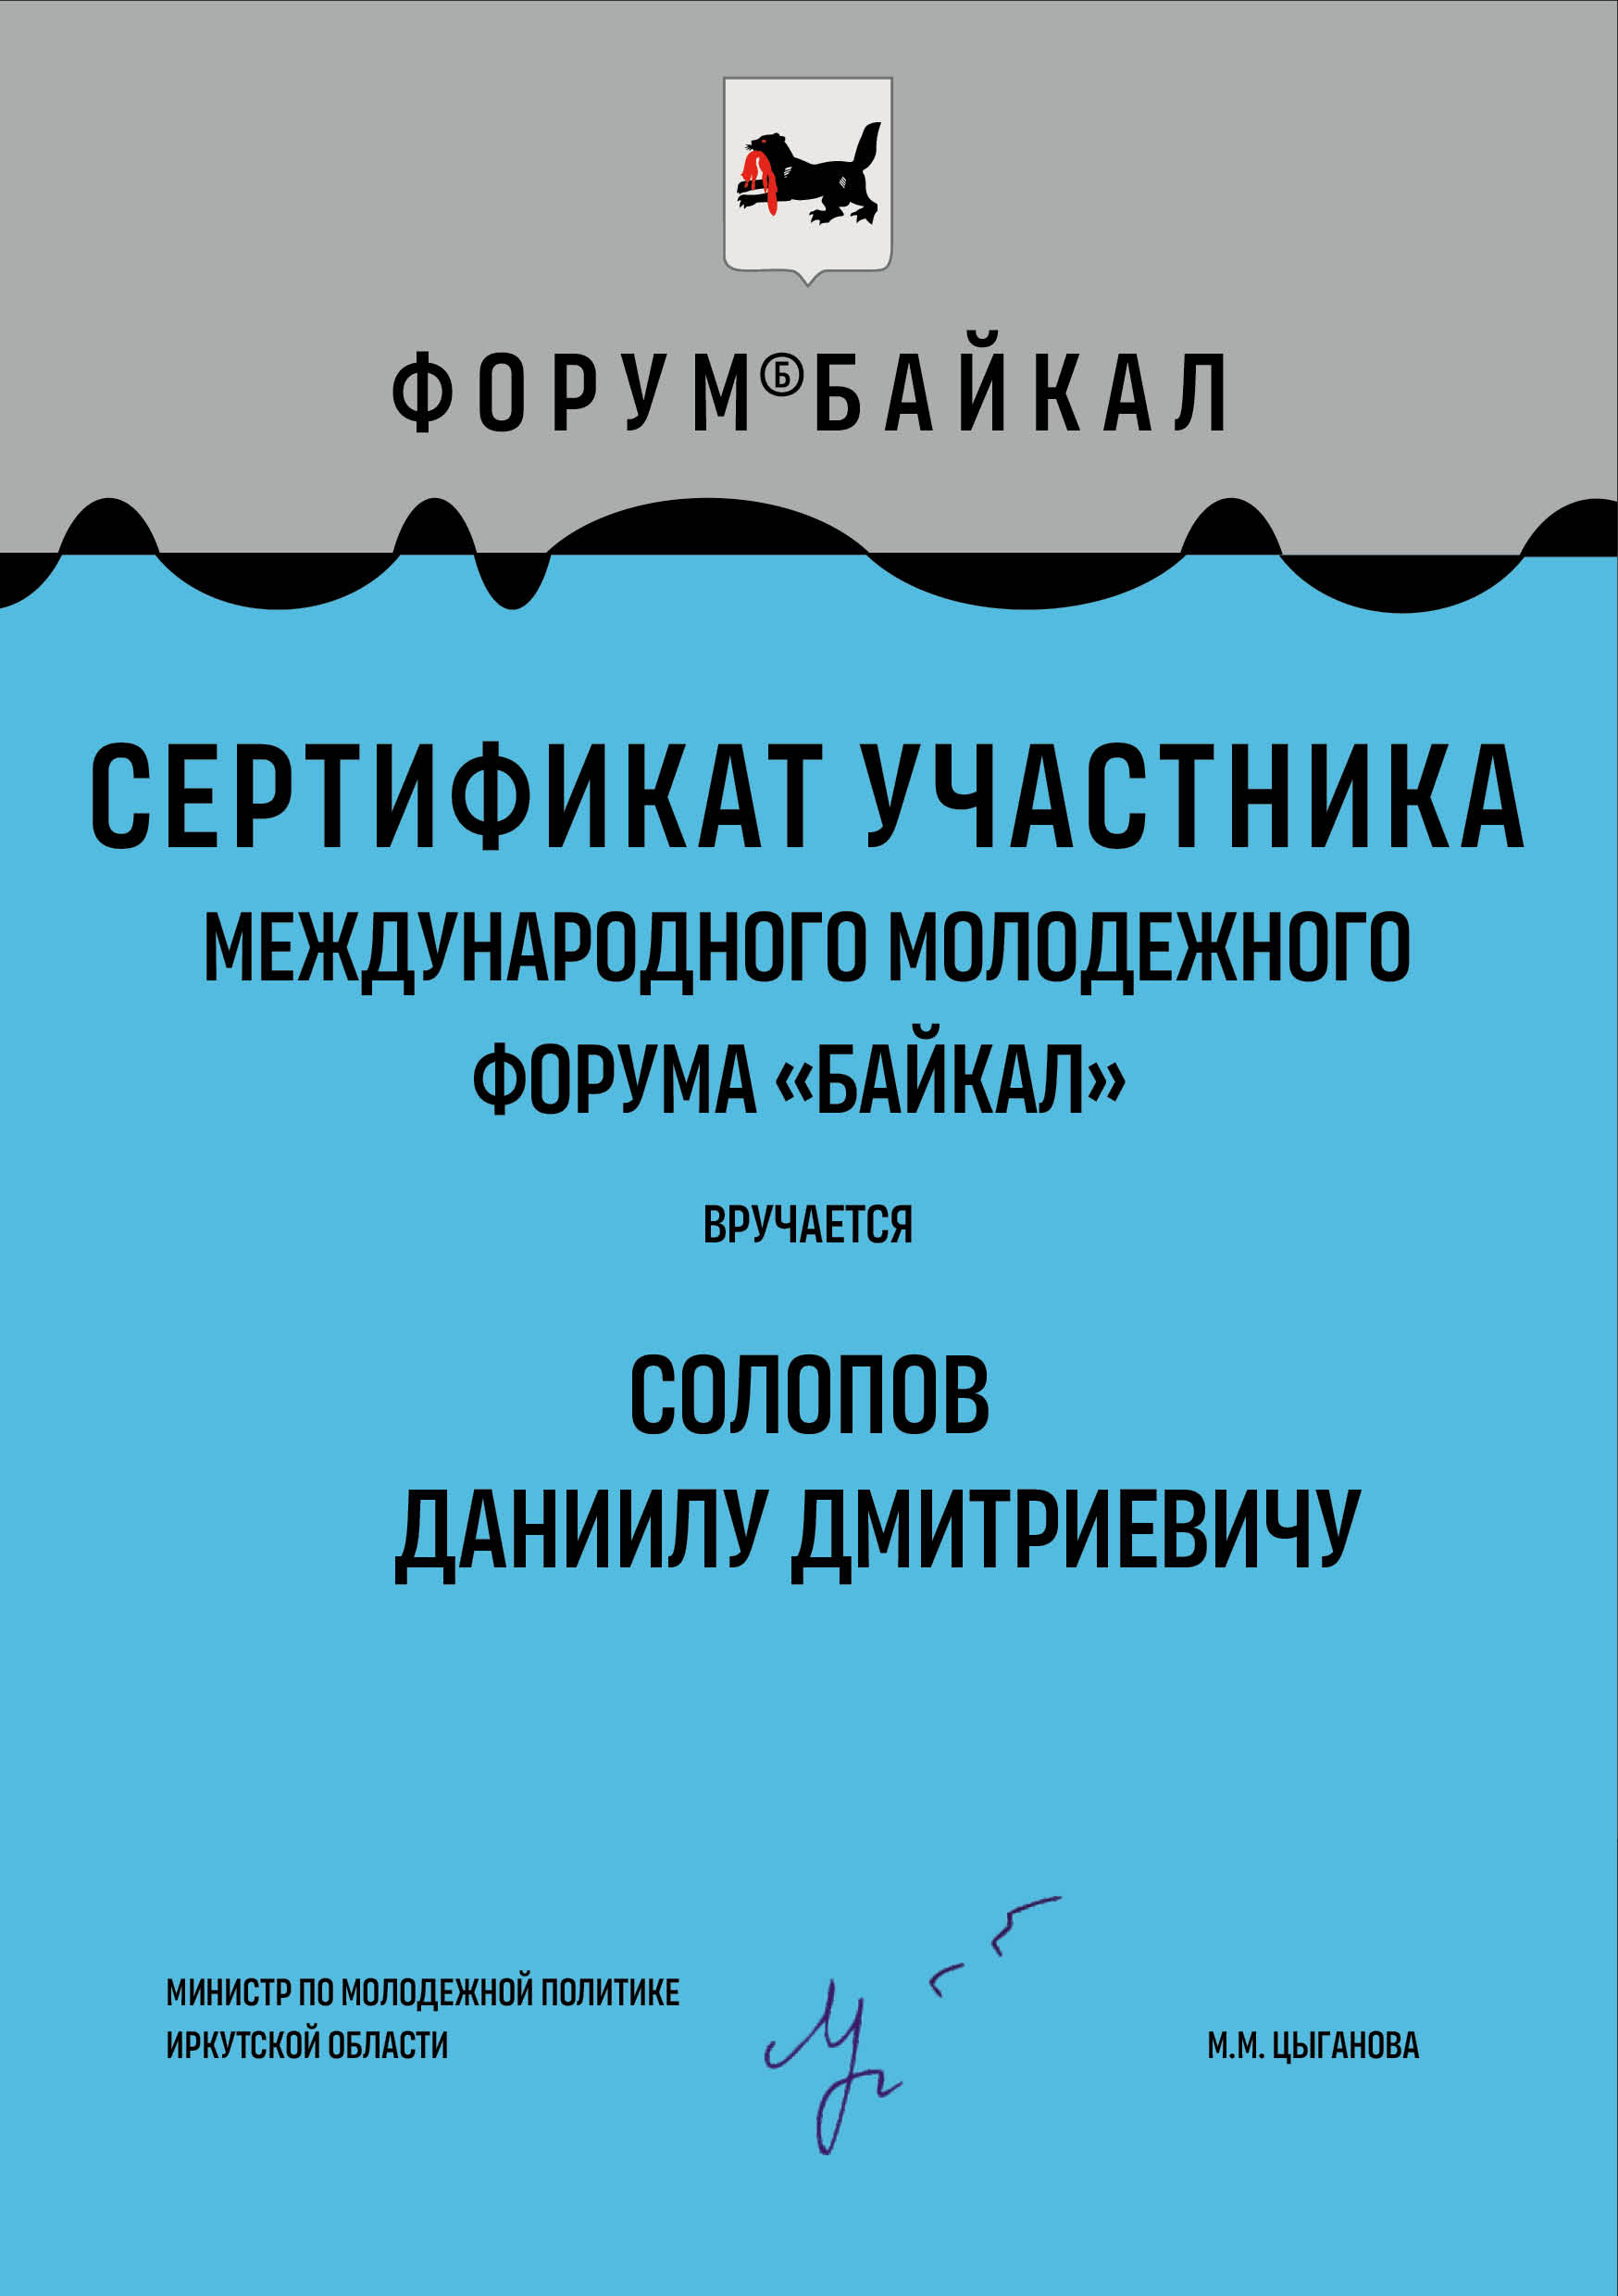 ФОРУМ Б БАЙКАЛ
СЕРТИФИКАТ УЧАСТНИКА
МЕЖДУНАРОДНОГО МОЛОДЕЖНОГО
ФОРУМА «БАЙКАЛ»
ВРУЧАЕТСЯ
СОЛОПОВ
ДАНИИЛУ ДМИТРИЕВИЧУ
МИНИСТР ПО МОЛОДЕЖНОЙ ПОЛИТИКЕ
ИРКУТСКОЙ ОБЛАСТИ
М.М. ЦЫГАНОВА